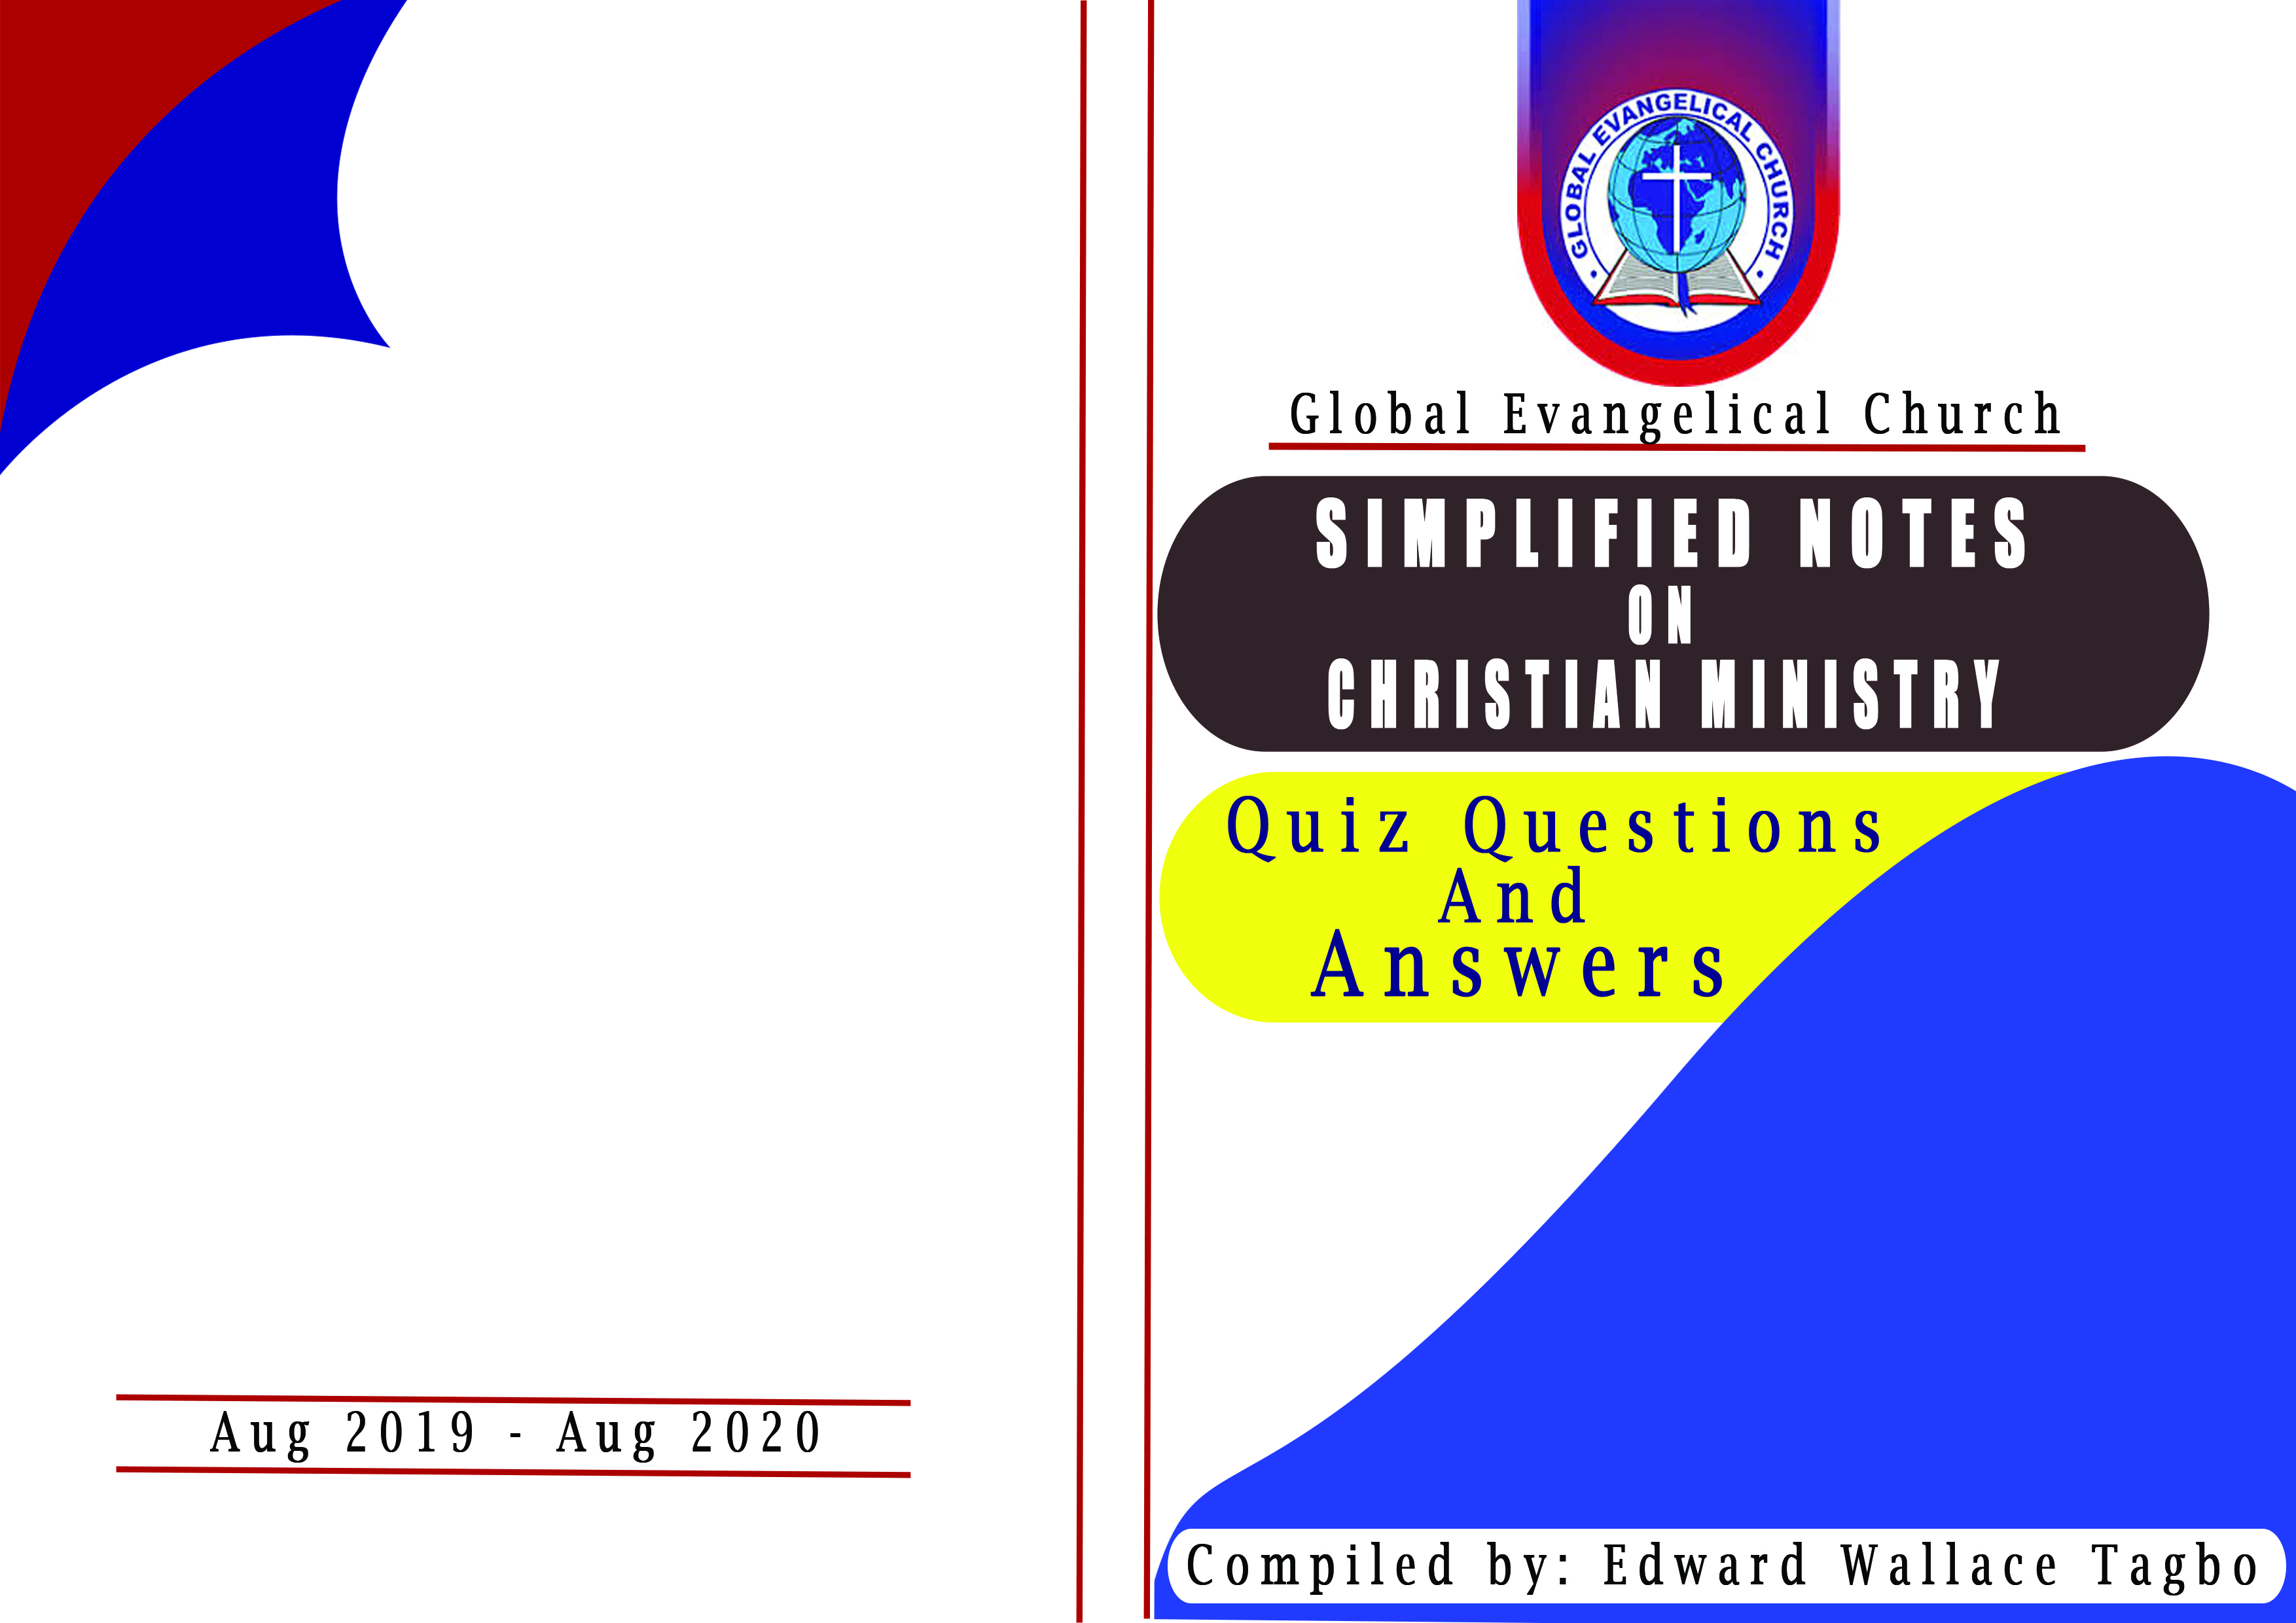 GLOBAL EVANGELICAL CHURCH
Global Evangelical Church
SIMPLIFIED NOTES
ON
CHRISTIAN MINISTRY
Quiz Questions
And
Answers
Compiled by: Edward Wallace Tagbo
Aug 2019 - Aug 2020